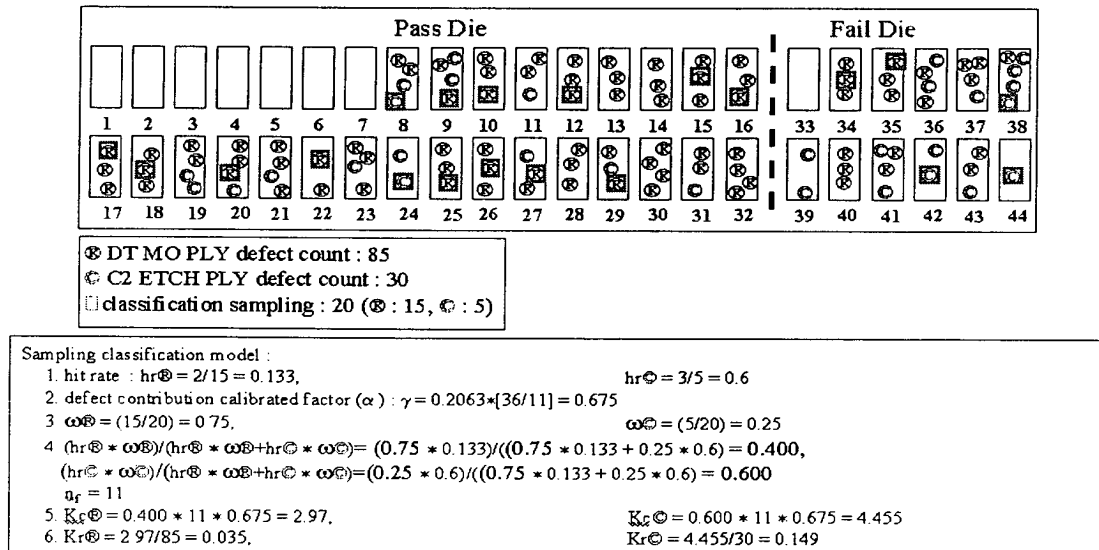 Pass Die Fail Die
1 2 3 4 5 6 7 8 9 10 11 12 13 14 15 16 33 34 35 36 37 38
17 18 19 20 21 22 23 24 25 26 27 28 29 30 31 32 39 40 41 42 43 44
® DT MO PLY defect count : 85
© C2 ETCH PLY defect count : 30
□ classification sampling : 20 (® : 15, © : 5)
Sampling classification model :
1. hit rate : hr® = 2/15 = 0.133, hr© = 3/5 = 0.6
2. defect contribution calibrated factor (α) : γ = 0.2063*[36/11] = 0.675
3 ω® = (15/20) = 0 75, ω© = (5/20) = 0.25
4 (hr® * ω®)/(hr® * ω®+hr© * ω©)= (0.75 * 0.133)/((0.75 * 0.133 + 0.25 * 0.6) = 0.400,
(hr© * ω©)/(hr® * ω®+hr© * ω©)=(0.25 * 0.6)/((0.75 * 0.133 + 0.25 * 0.6) = 0.600
n_f = 11
5. Kc® = 0.400 * 11 * 0.675 = 2.97, Kc© = 0.600 * 11 * 0.675 = 4.455
6. Kr® = 2 97/85 = 0.035, Kr© = 4.455/30 = 0.149